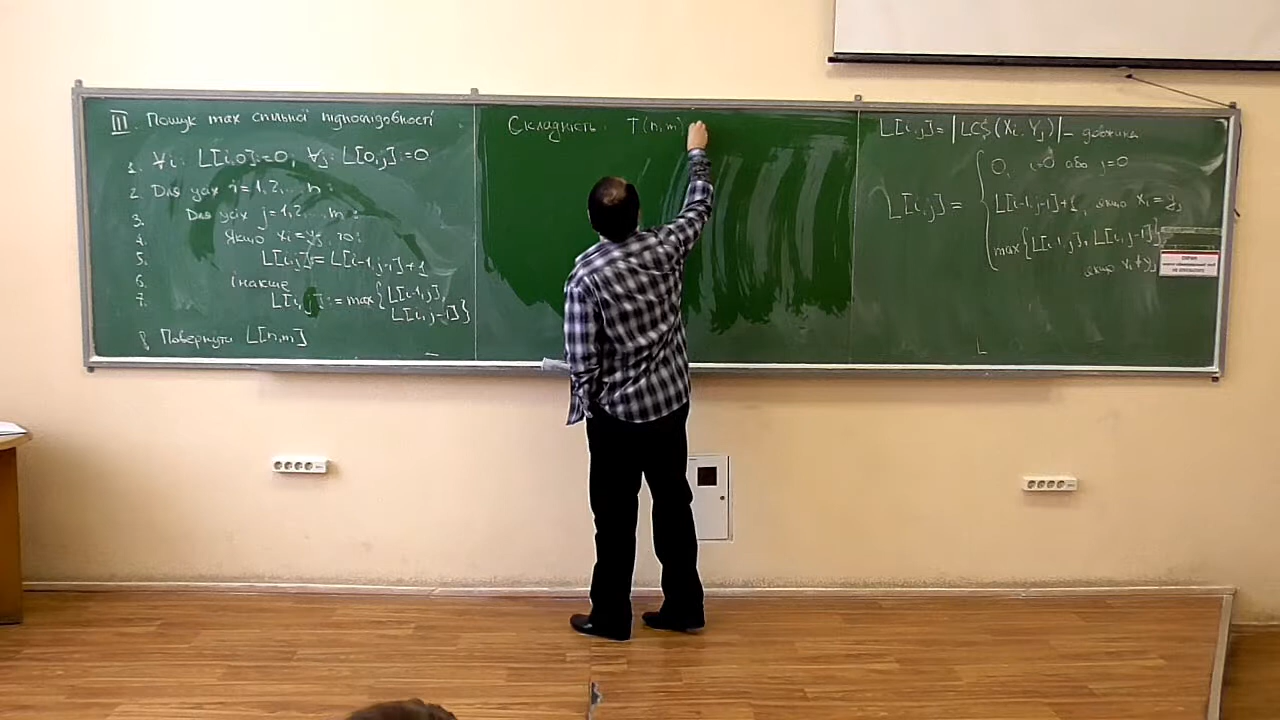 III. Пошук max спільної підпослідовності
1. ∀i: L[i,0]:=0, ∀j: L[0,j]:=0
2. Для усіх i=1,2,...n:
3. Для усіх j=1,2,...,m:
4. Якщо xi=yj, то:
5. L[i,j]:=L[i-1,j-1]+1
6. інакше
7. L[i,j]:=max{L[i-1,j],
L[i,j-1]}
8. Повернути L[n,m]
Складність: T(n,m)
L[i,j]=|LCS(Xi,Yj)| – довжина
L[i,j]= { 0, i=0 або j=0
L[i-1,j-1]+1, якщо xi=yj
max{L[i-1,j], L[i,j-1]}
якщо xi≠yj